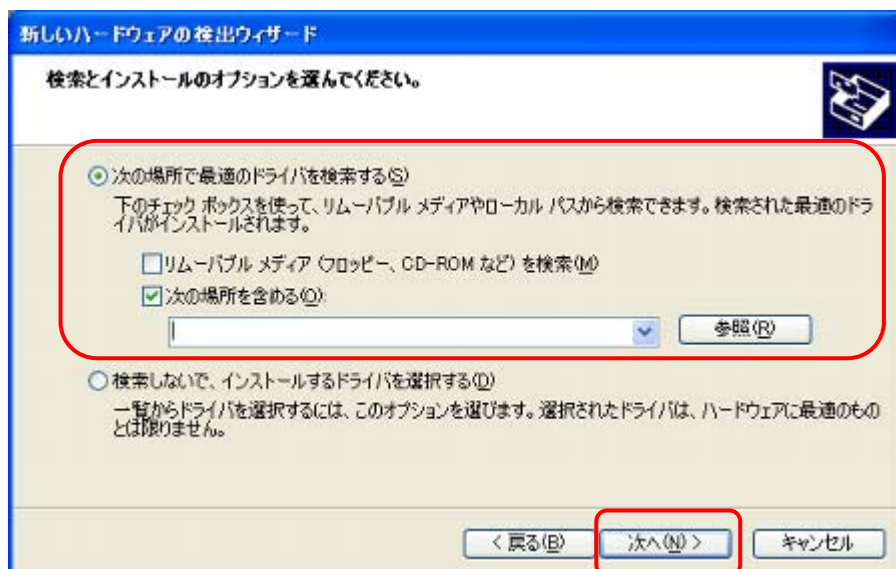 新しいハードウェアの検出ウィザード
検索とインストールのオプションを選んでください。
次の場所で最適のドライバを検索する(S)
下のチェック ボックスを使って、リムーバブル メディアやローカル パスから検索できます。検索された最適のドラ
イバがインストールされます。
リムーバブル メディア (フロッピー、CD-ROM など) を検索(M)
次の場所を含める(O):
参照(R)
検索しないで、インストールするドライバを選択する(D)
一覧からドライバを選択するには、このオプションを選びます。選択されたドライバは、ハードウェアに最適のもの
とは限りません。
< 戻る(B) 次へ(N) > キャンセル